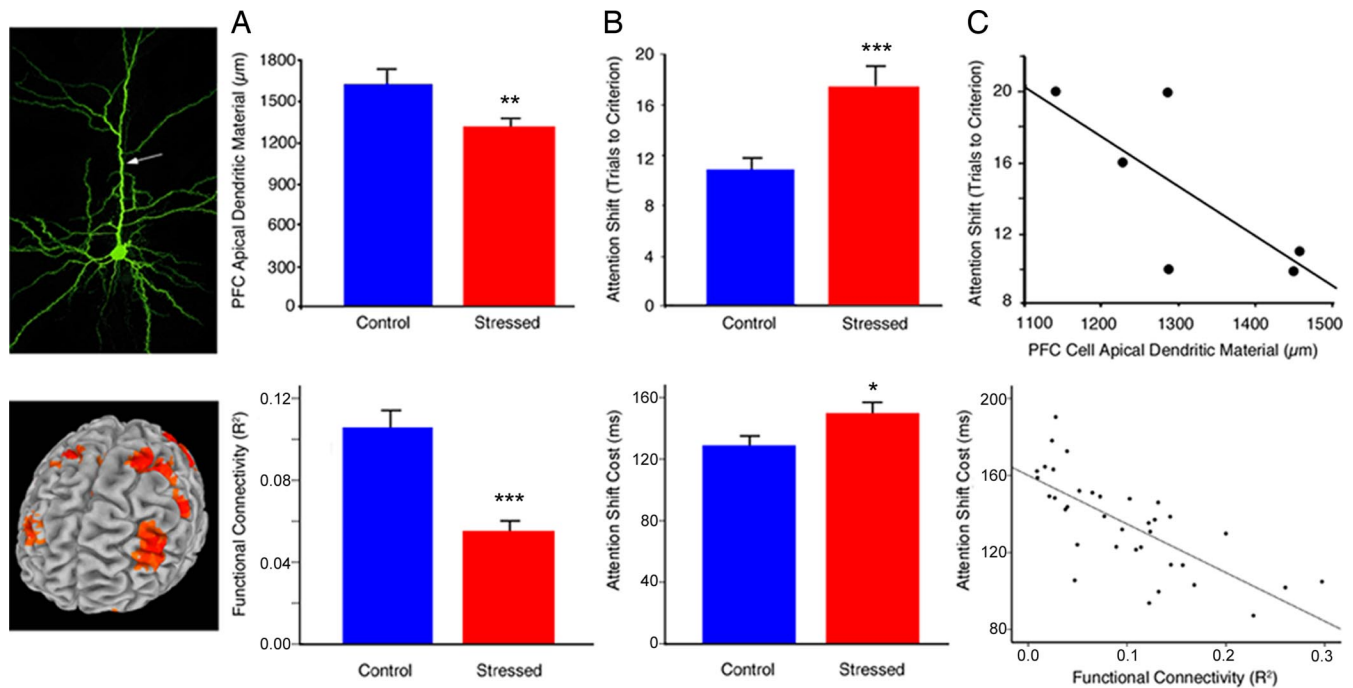 A
B
C
PFC Apical Dendritic Material (µm)
1800
1500
1200
900
600
300
0
**
Control
Stressed
Attention Shift (Trials to Criterion)
20
16
12
8
4
0
***
Control
Stressed
Attention Shift (Trials to Criterion)
20
16
12
8
1100
1200
1300
1400
1500
PFC Cell Apical Dendritic Material (µm)
Functional Connectivity (R²)
0.12
0.08
0.04
0.00
***
Control
Stressed
Attention Shift Cost (ms)
160
120
80
40
0
*
Control
Stressed
Attention Shift Cost (ms)
200
160
120
80
0.0
0.1
0.2
0.3
Functional Connectivity (R²)